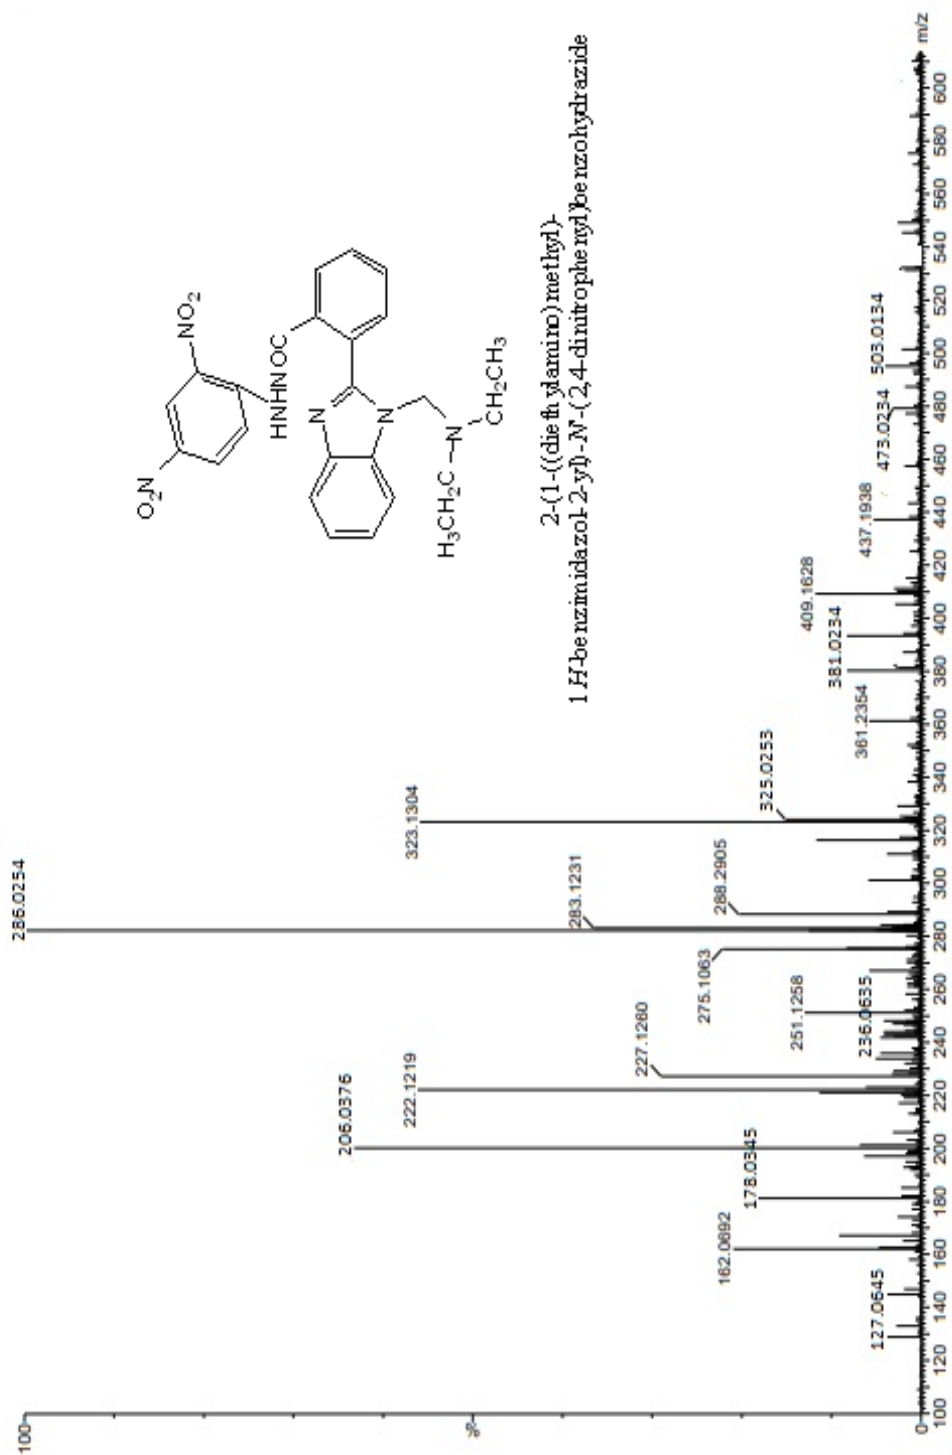 100
%
0
286.0254
323.1304
206.0376
222.1219
283.1231
227.1260
288.2905
275.1063
325.0253
178.0345
162.0692
251.1258
236.0635
127.0645
361.2354
381.0234
409.1628
437.1938
473.0234
503.0134
O₂N
NO₂
HNHNOC
N
N
N
H₃CH₂C
CH₂CH₃
2-(1-((diethylamino)methyl)-
1H-benzimidazol-2-yl)-N'-(2,4-dinitrophenyl)benzohydrazide
100 120 140 160 180 200 220 240 260 280 300 320 340 360 380 400 420 440 460 480 500 520 540 560 580 600 m/z